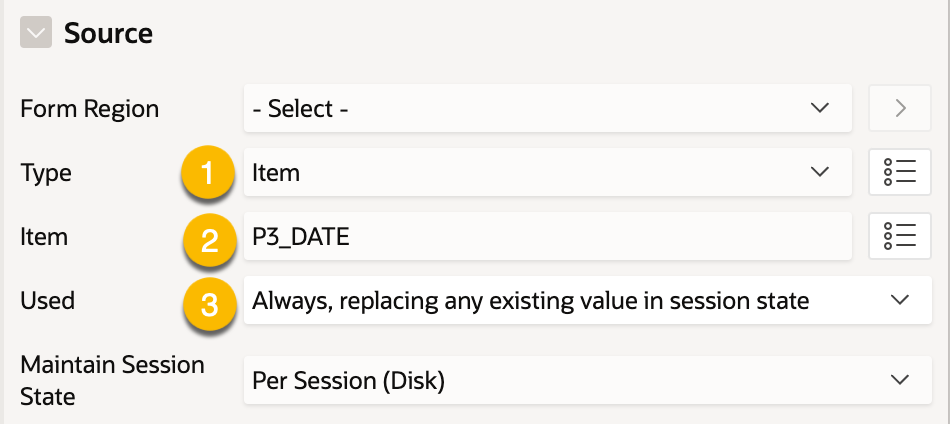 Source
Form Region - Select -
Type 1 Item
Item 2 P3_DATE
Used 3 Always, replacing any existing value in session state
Maintain Session
State Per Session (Disk)